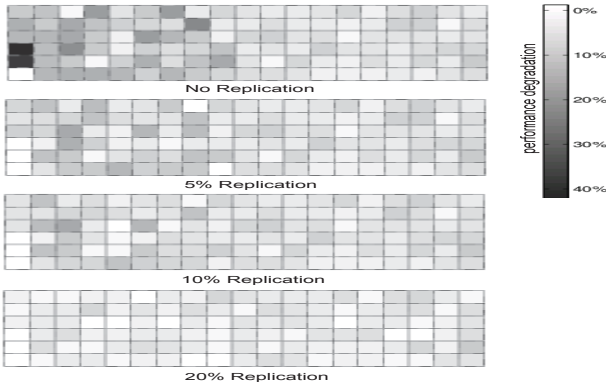 No Replication
5% Replication
10% Replication
20% Replication
performance degradation
0%
10%
20%
30%
40%